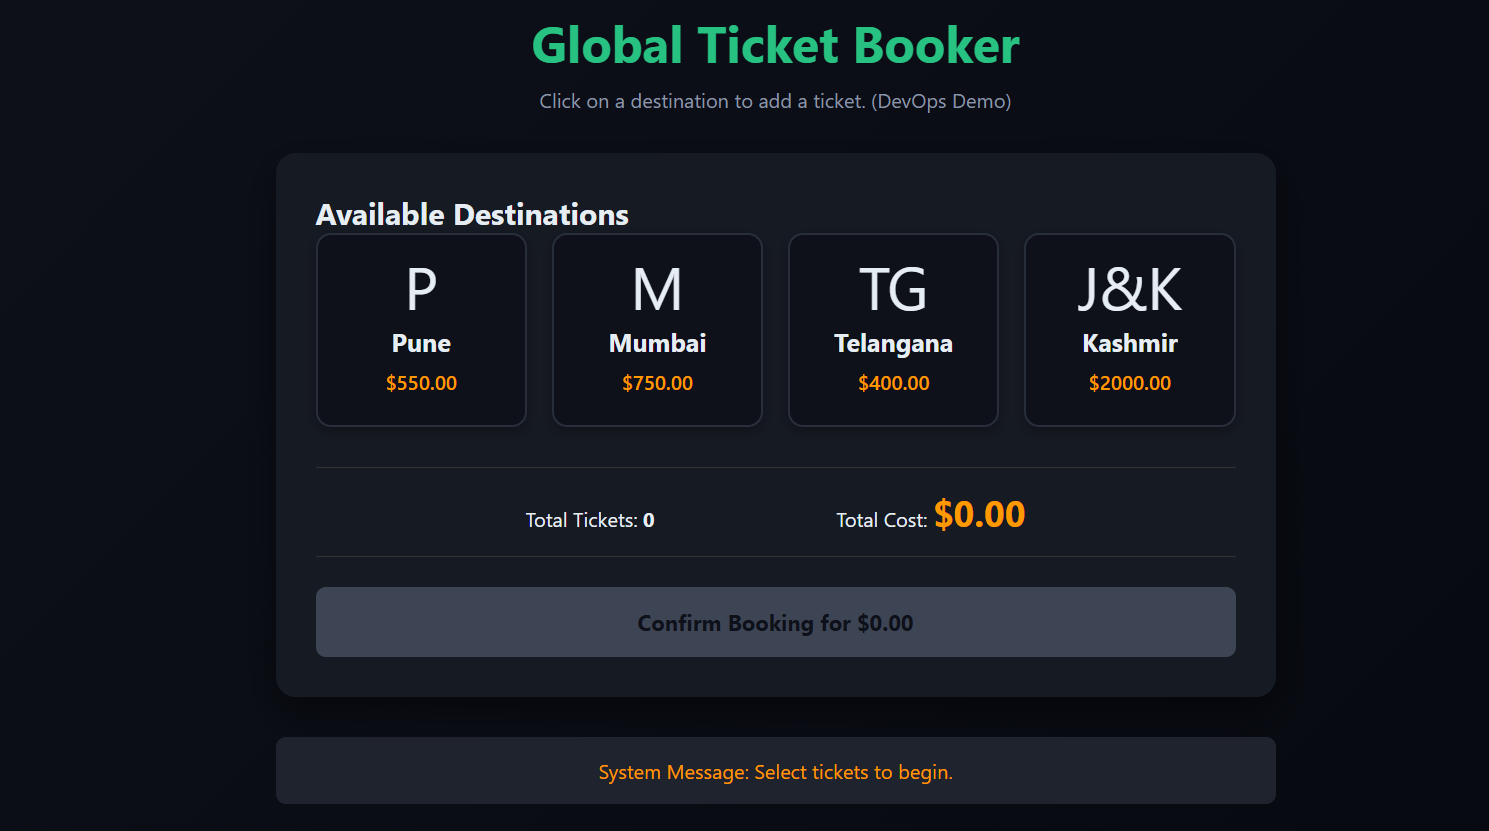 Global Ticket Booker
Click on a destination to add a ticket. (DevOps Demo)
Available Destinations
P
Pune
$550.00
M
Mumbai
$750.00
TG
Telangana
$400.00
J&K
Kashmir
$2000.00
Total Tickets: 0
Total Cost: $0.00
Confirm Booking for $0.00
System Message: Select tickets to begin.